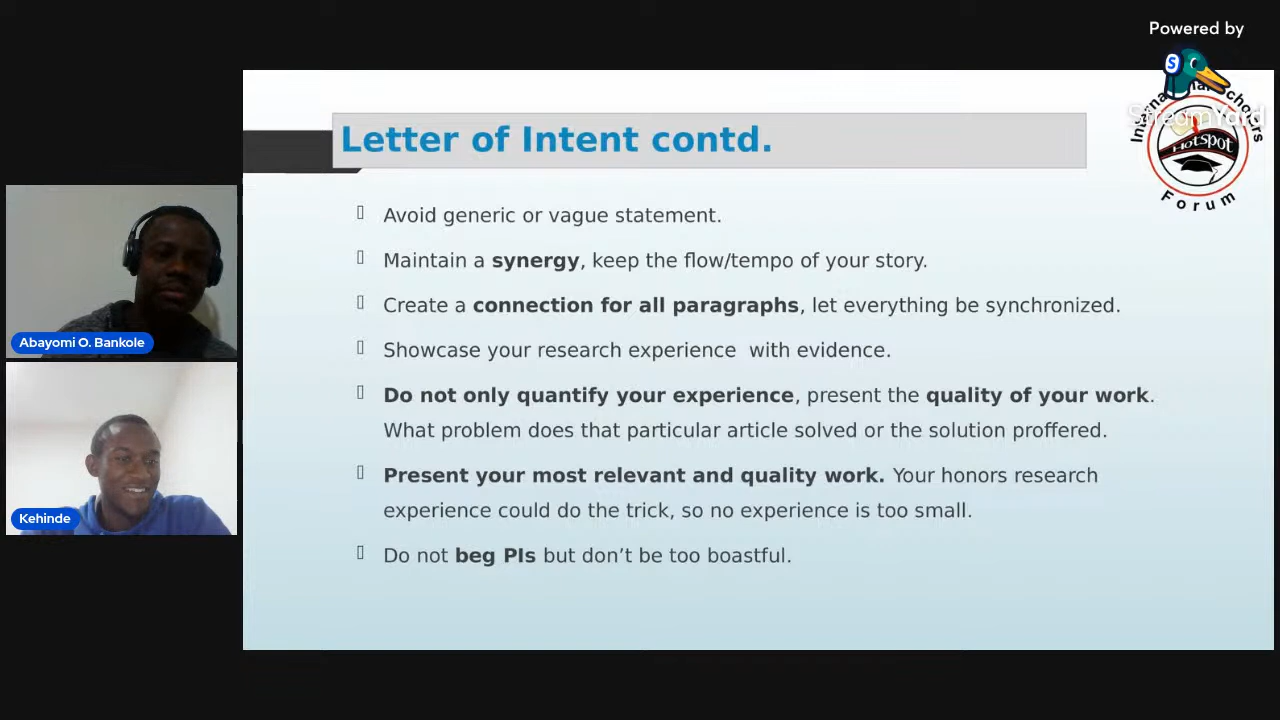 Powered by
StreamYard
International Scholars
HotSpot
Forum
Letter of Intent contd.
Avoid generic or vague statement.
Maintain a synergy, keep the flow/tempo of your story.
Create a connection for all paragraphs, let everything be synchronized.
Showcase your research experience  with evidence.
Do not only quantify your experience, present the quality of your work.
What problem does that particular article solved or the solution proffered.
Present your most relevant and quality work. Your honors research
experience could do the trick, so no experience is too small.
Do not beg PIs but don’t be too boastful.
Abayomi O. Bankole
Kehinde